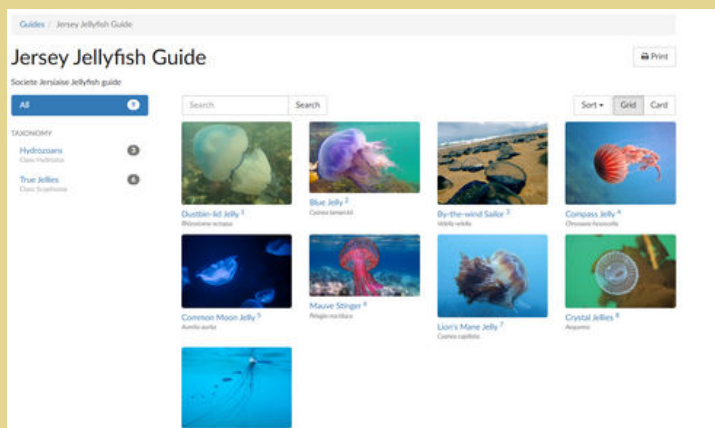 Guides / Jersey Jellyfish Guide
Jersey Jellyfish Guide
Print
Societe Jersiaise Jellyfish guide
All 9
Search
Search
Sort
Grid
Card
TAXONOMY
Hydrozoans 3
Class Hydrozoa
True Jellies 6
Class Scyphozoa
Dustbin-lid Jelly 1
Rhizostoma octopus
Blue Jelly 2
Cyanea lamarckii
By-the-wind Sailor 3
Velella velella
Compass Jelly 4
Chrysaora hysoscella
Common Moon Jelly 5
Aurelia aurita
Mauve Stinger 6
Pelagia noctiluca
Lion's Mane Jelly 7
Cyanea capillata
Crystal Jellies 8
Aequorea